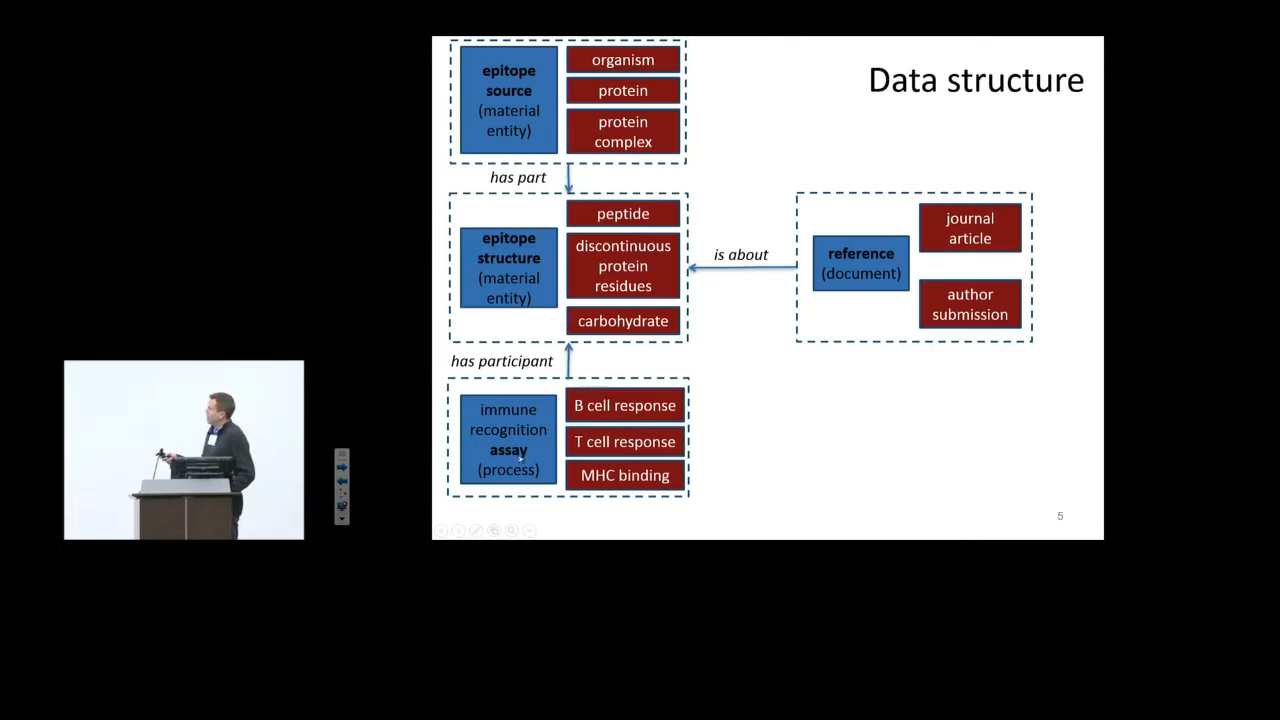 Data structure
epitope
source
(material
entity)
organism
protein
protein
complex
has part
epitope
structure
(material
entity)
peptide
discontinuous
protein
residues
carbohydrate
is about
reference
(document)
journal
article
author
submission
has participant
immune
recognition
assay
(process)
B cell response
T cell response
MHC binding
5